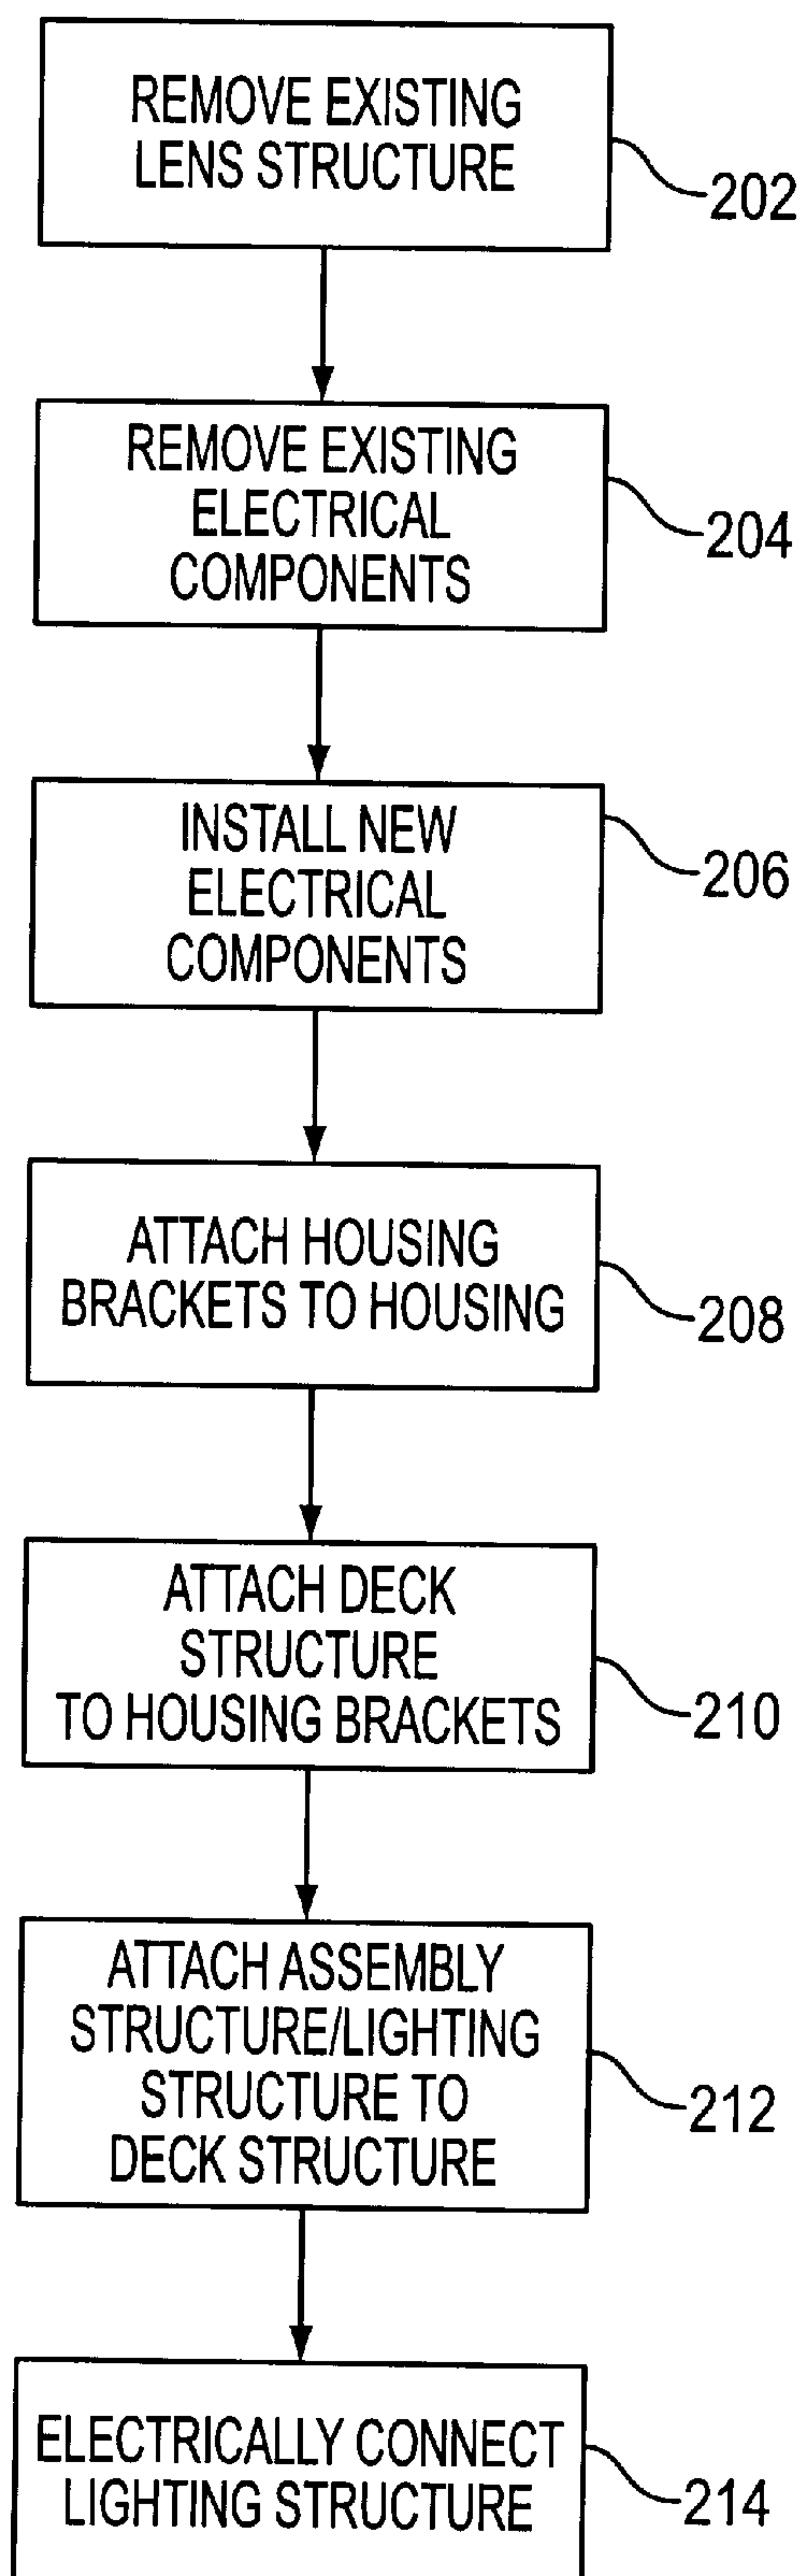 REMOVE EXISTING
LENS STRUCTURE
202
REMOVE EXISTING
ELECTRICAL
COMPONENTS
204
INSTALL NEW
ELECTRICAL
COMPONENTS
206
ATTACH HOUSING
BRACKETS TO HOUSING
208
ATTACH DECK
STRUCTURE
TO HOUSING BRACKETS
210
ATTACH ASSEMBLY
STRUCTURE/LIGHTING
STRUCTURE TO
DECK STRUCTURE
212
ELECTRICALLY CONNECT
LIGHTING STRUCTURE
214